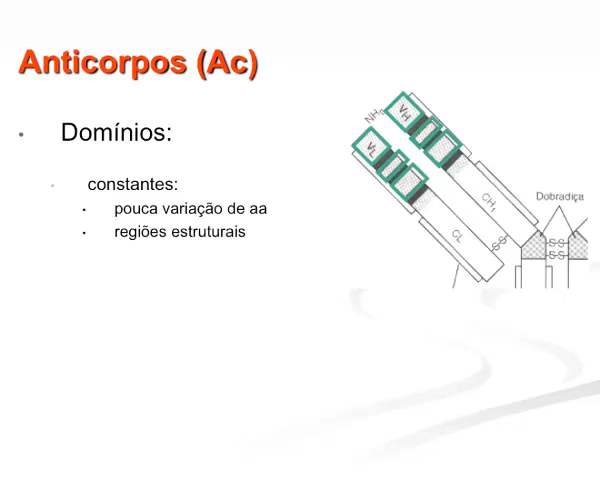 Anticorpos (Ac)
• Domínios:
• constantes:
• pouca variação de aa
• regiões estruturais
NH₂
VH
VL
CH₁
CL
S-S
Dobradiça
S-S
S-S